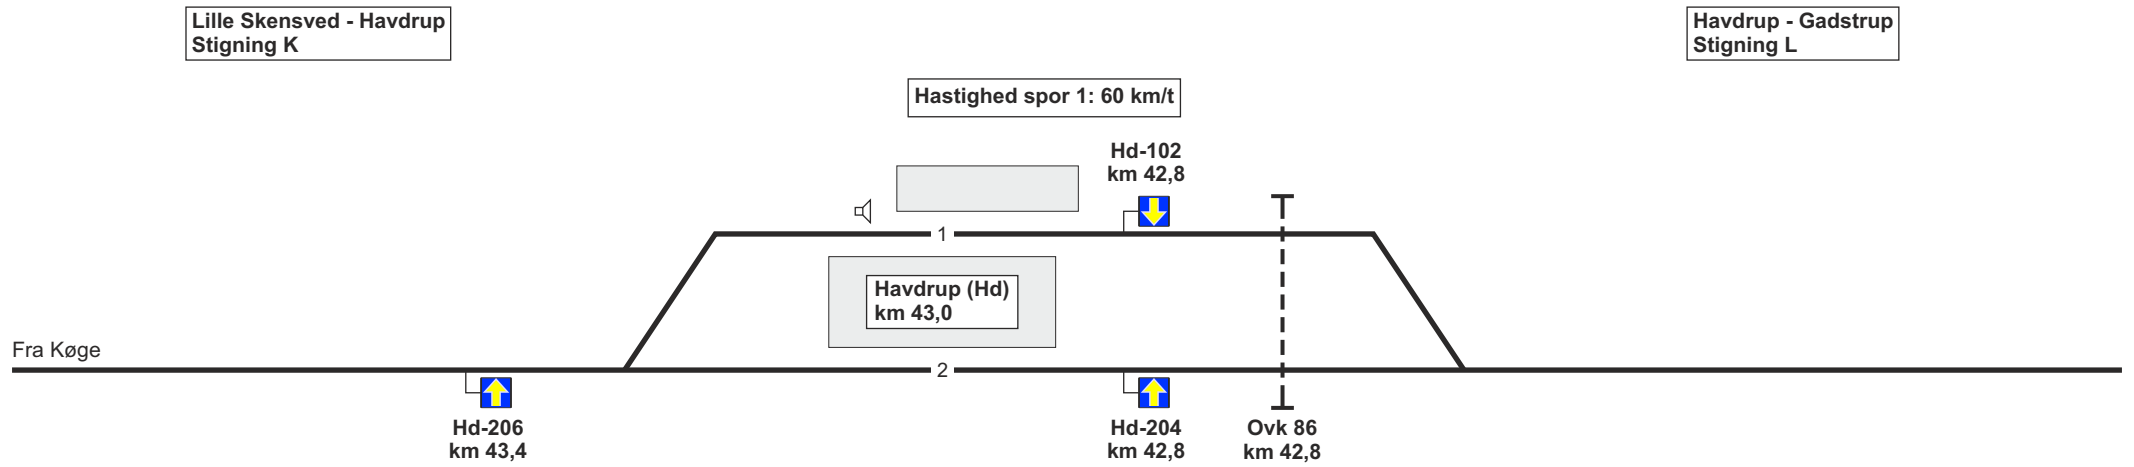 Lille Skensved - Havdrup
Stigning K
Havdrup - Gadstrup
Stigning L
Hastighed spor 1: 60 km/t
Hd-102
km 42,8
1
Havdrup (Hd)
km 43,0
Fra Køge
2
Hd-206
km 43,4
Hd-204
km 42,8
Ovk 86
km 42,8